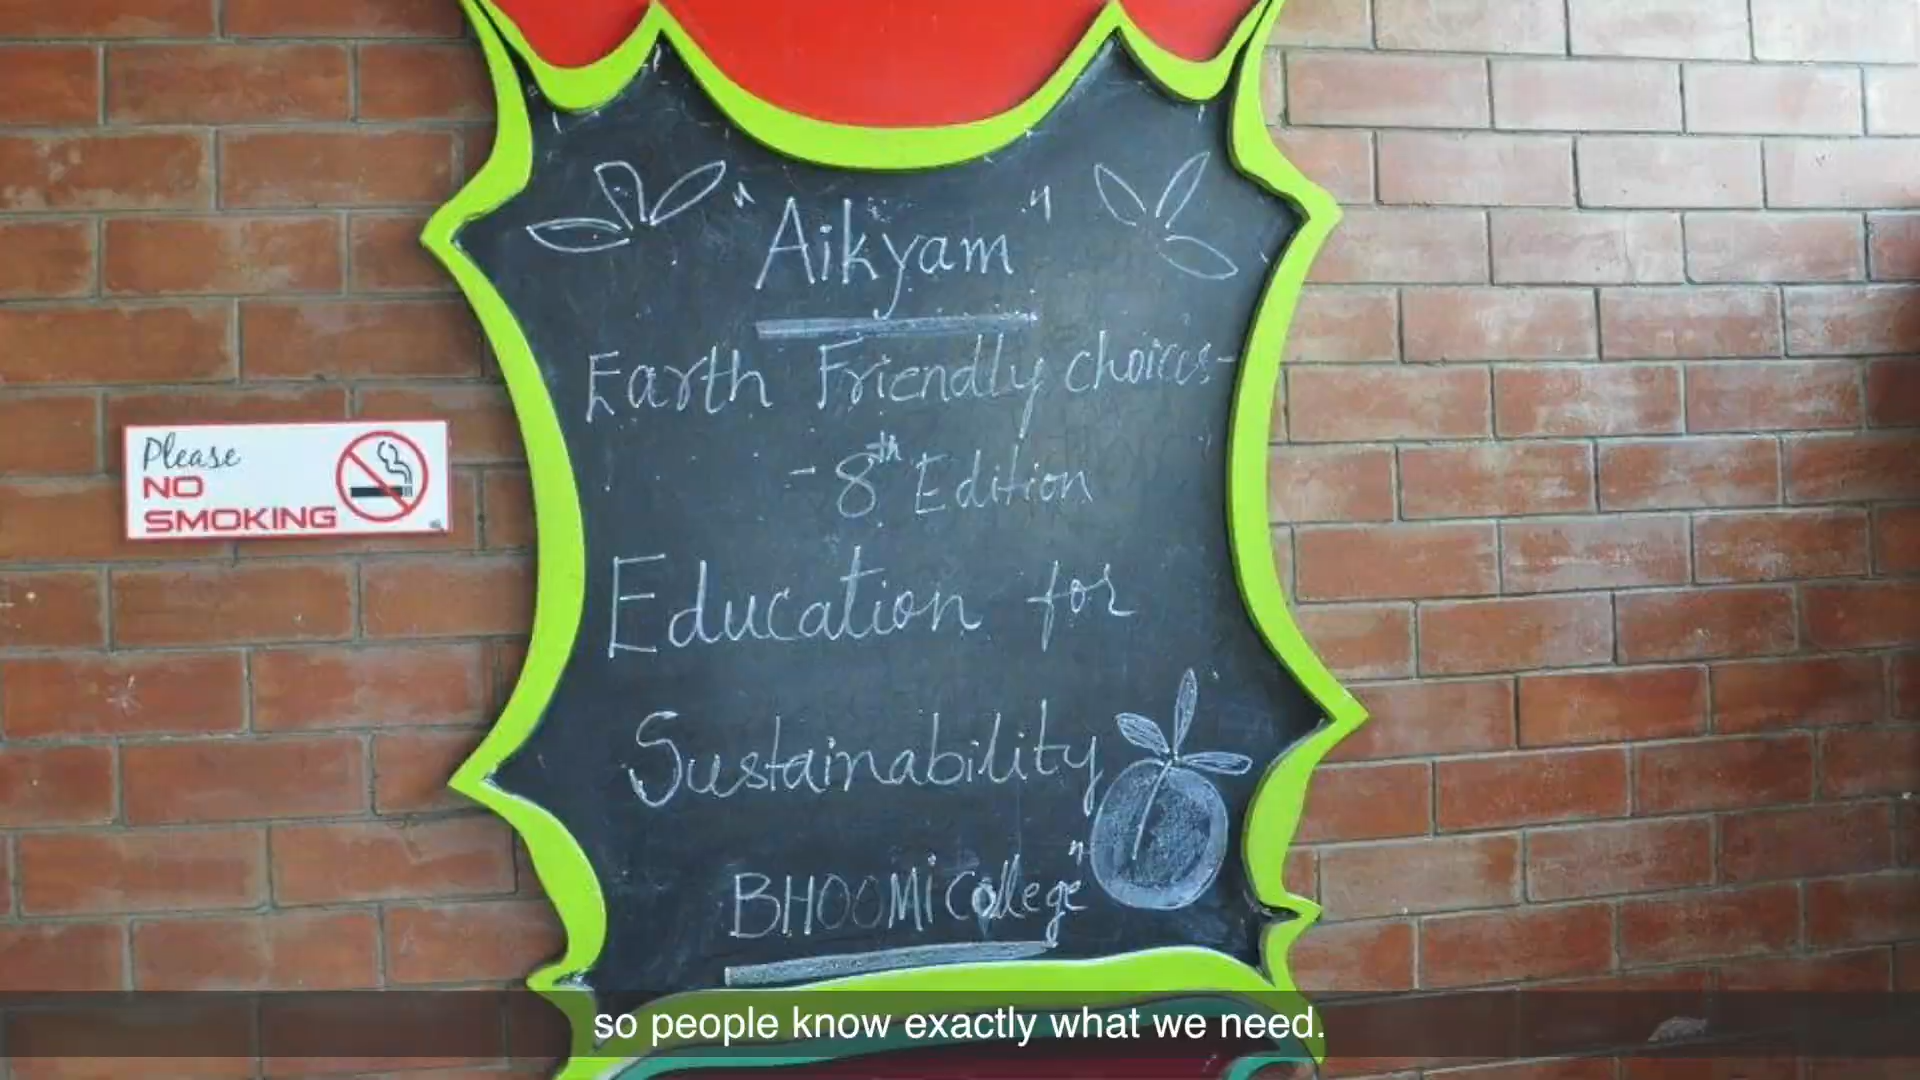 "Aikyam"
Earth Friendly choices-
- 8th Edition
Education for
Sustainability
BHOOMi College"
Please
NO
SMOKING
so people know exactly what we need.